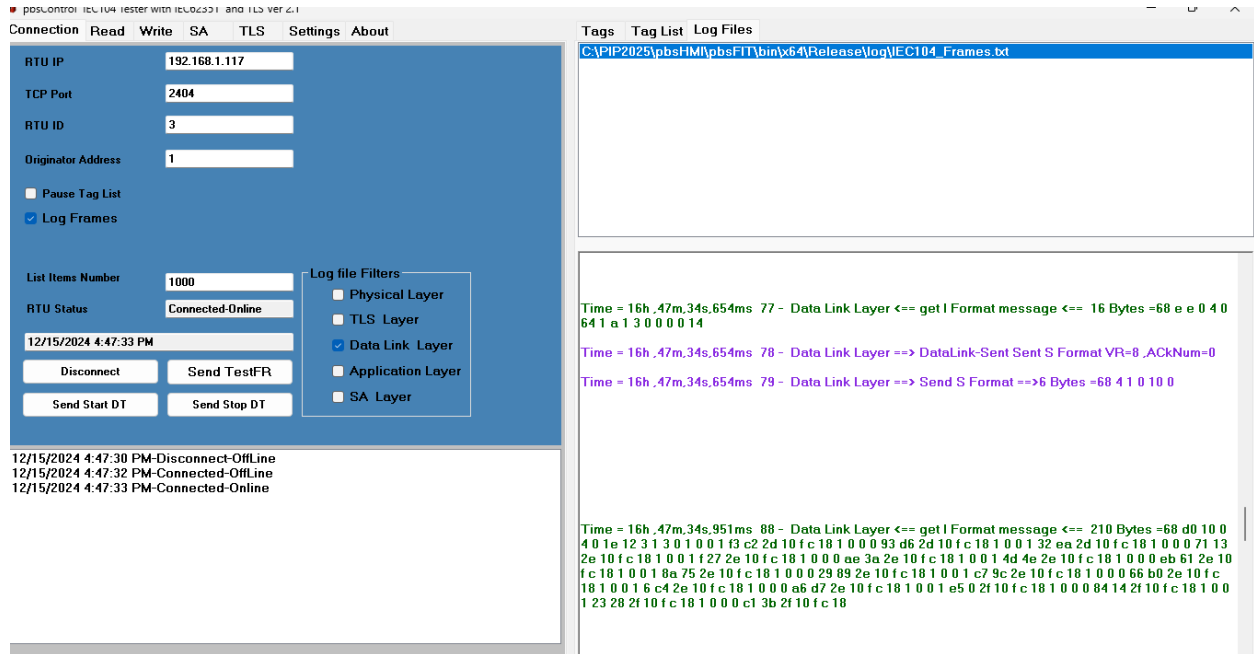 pbsControl IEC104 Tester with IEC62351 and TLS Ver 2.1
Connection Read Write SA TLS Settings About
RTU IP 192.168.1.117
TCP Port 2404
RTU ID 3
Originator Address 1
Pause Tag List
Log Frames
List Items Number 1000
RTU Status Connected-Online
12/15/2024 4:47:33 PM
Disconnect Send TestFR
Send Start DT Send Stop DT
Log file Filters
Physical Layer
TLS Layer
Data Link Layer
Application Layer
SA Layer
12/15/2024 4:47:30 PM-Disconnect-OffLine
12/15/2024 4:47:32 PM-Connected-OffLine
12/15/2024 4:47:33 PM-Connected-Online
Tags Tag List Log Files
C:\PIP2025\pbsHMI\pbsFIT\bin\x64\Release\log\IEC104_Frames.txt
Time = 16h ,47m,34s,654ms 77 - Data Link Layer <== get I Format message <== 16 Bytes =68 e e 0 4 0
64 1 a 1 3 0 0 0 0 14
Time = 16h ,47m,34s,654ms 78 - Data Link Layer ==> DataLink-Sent Sent S Format VR=8 ,ACkNum=0
Time = 16h ,47m,34s,654ms 79 - Data Link Layer ==> Send S Format ==>6 Bytes =68 4 1 0 10 0
Time = 16h ,47m,34s,951ms 88 - Data Link Layer <== get I Format message <== 210 Bytes =68 d0 10 0
4 0 1e 12 3 1 3 0 1 0 0 1 f3 c2 2d 10 f c 18 1 0 0 0 93 d6 2d 10 f c 18 1 0 0 1 32 ea 2d 10 f c 18 1 0 0 0 71 13
2e 10 f c 18 1 0 0 1 f 27 2e 10 f c 18 1 0 0 0 ae 3a 2e 10 f c 18 1 0 0 1 4d 4e 2e 10 f c 18 1 0 0 0 eb 61 2e 10
f c 18 1 0 0 1 8a 75 2e 10 f c 18 1 0 0 0 29 89 2e 10 f c 18 1 0 0 1 c7 9c 2e 10 f c 18 1 0 0 0 66 b0 2e 10 f c
18 1 0 0 1 6 c4 2e 10 f c 18 1 0 0 0 a6 d7 2e 10 f c 18 1 0 0 1 e5 0 2f 10 f c 18 1 0 0 0 84 14 2f 10 f c 18 1 0 0
1 23 28 2f 10 f c 18 1 0 0 0 c1 3b 2f 10 f c 18